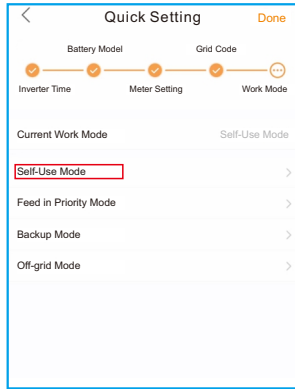 Quick Setting Done
Battery Model Grid Code
Inverter Time Meter Setting Work Mode
Current Work Mode Self-Use Mode
Self-Use Mode
Feed in Priority Mode
Backup Mode
Off-grid Mode